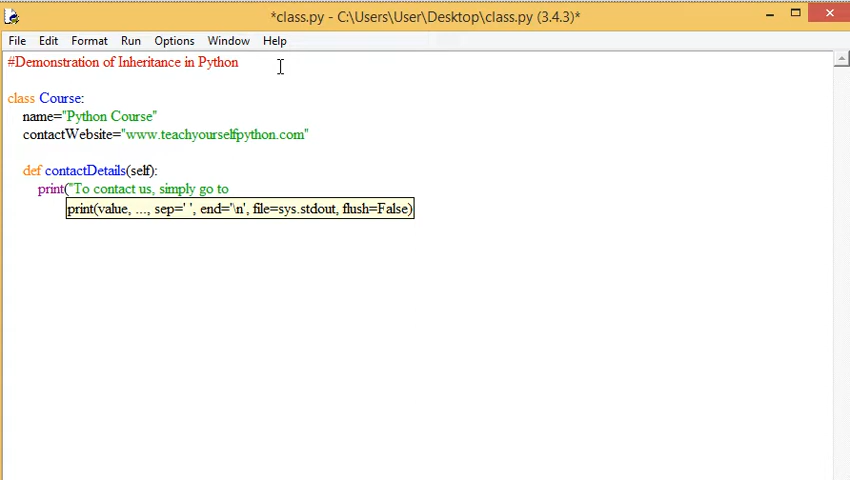 *class.py - C:\Users\User\Desktop\class.py (3.4.3)*
File Edit Format Run Options Window Help
#Demonstration of Inheritance in Python
class Course:
name="Python Course"
contactWebsite="www.teachyourselfpython.com"
def contactDetails(self):
print("To contact us, simply go to
print(value, ..., sep=' ', end='\n', file=sys.stdout, flush=False)